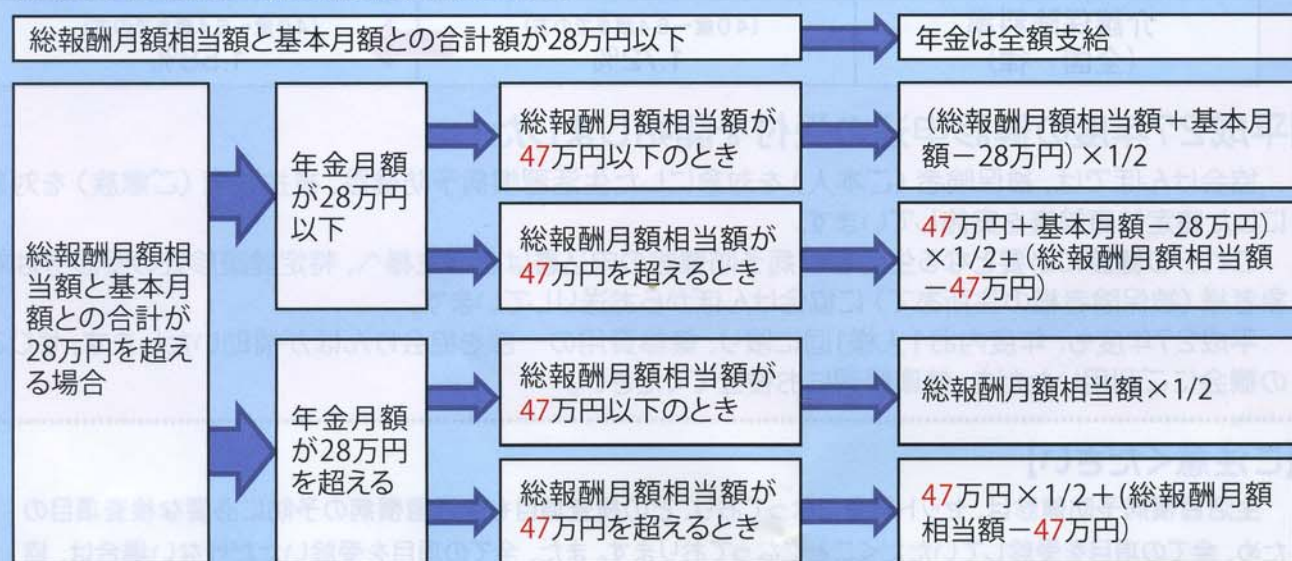 総報酬月額相当額と基本月額との合計額が28万円以下
年金は全額支給
総報酬月額相
当額と基本月
額との合計が
28万円を超え
る場合
年金月額
が28万円
以下
総報酬月額相当額が
47万円以下のとき
(総報酬月額相当額+基本月
額-28万円)×1/2
総報酬月額相当額が
47万円を超えるとき
(47万円+基本月額-28万円)
×1/2+(総報酬月額相当額
-47万円)
年金月額
が28万円
を超える
総報酬月額相当額が
47万円以下のとき
総報酬月額相当額×1/2
総報酬月額相当額が
47万円を超えるとき
47万円×1/2+(総報酬月額
相当額-47万円)